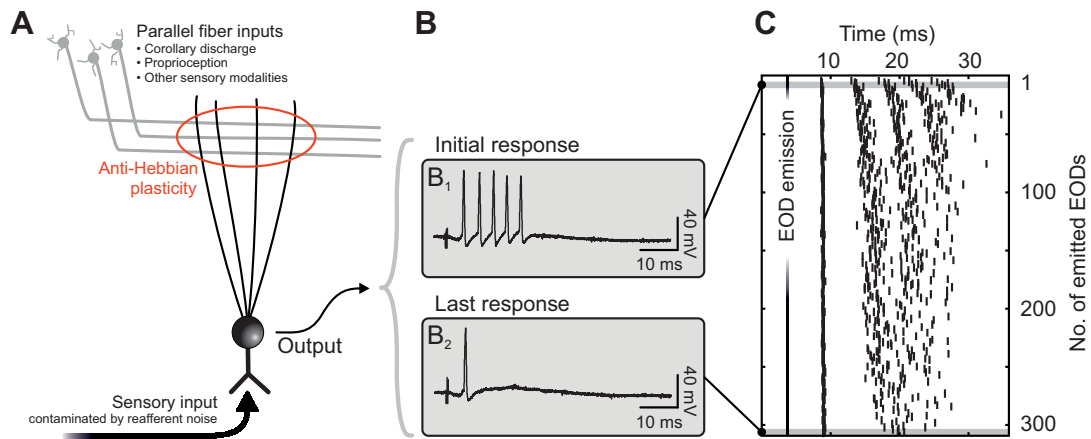 A
Parallel fiber inputs
• Corollary discharge
• Proprioception
• Other sensory modalities
Anti-Hebbian
plasticity
Output
Sensory input
contaminated by reafferent noise
B
Initial response
B1
40 mV
10 ms
Last response
B2
40 mV
10 ms
C
Time (ms)
10
20
30
EOD emission
1
100
200
300
No. of emitted EODs